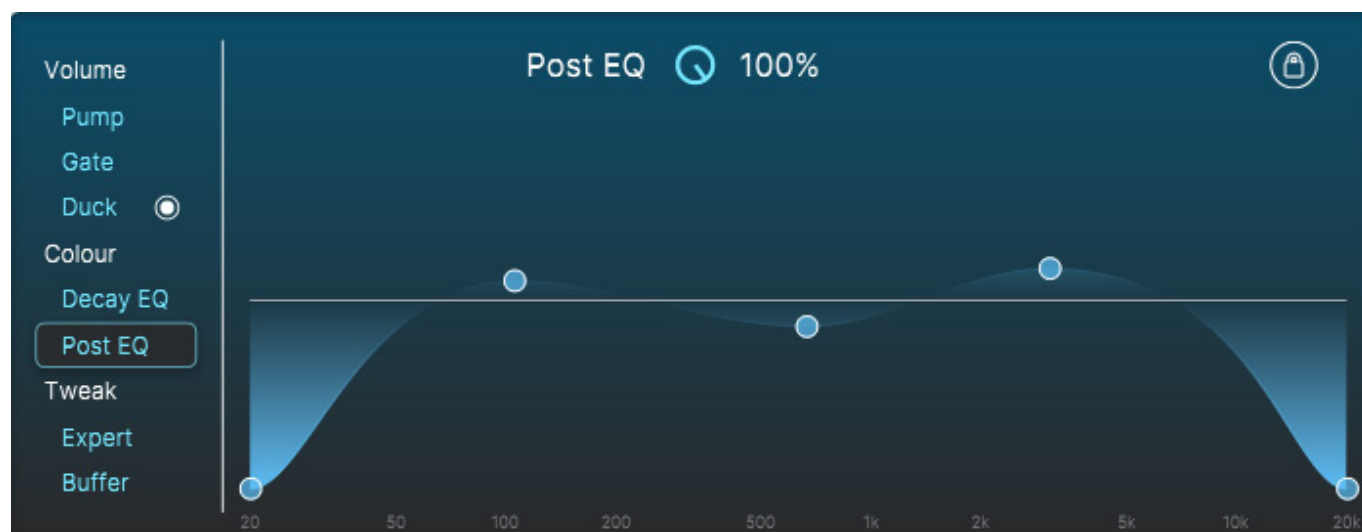 Post EQ 100%
Volume
Pump
Gate
Duck
Colour
Decay EQ
Post EQ
Tweak
Expert
Buffer
20 50 100 200 500 1k 2k 5k 10k 20k